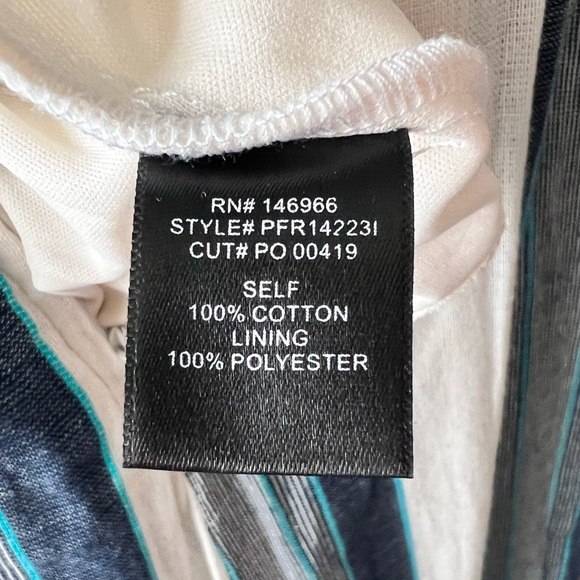 RN# 146966
STYLE# PFR14223I
CUT# PO 00419
SELF
100% COTTON
LINING
100% POLYESTER